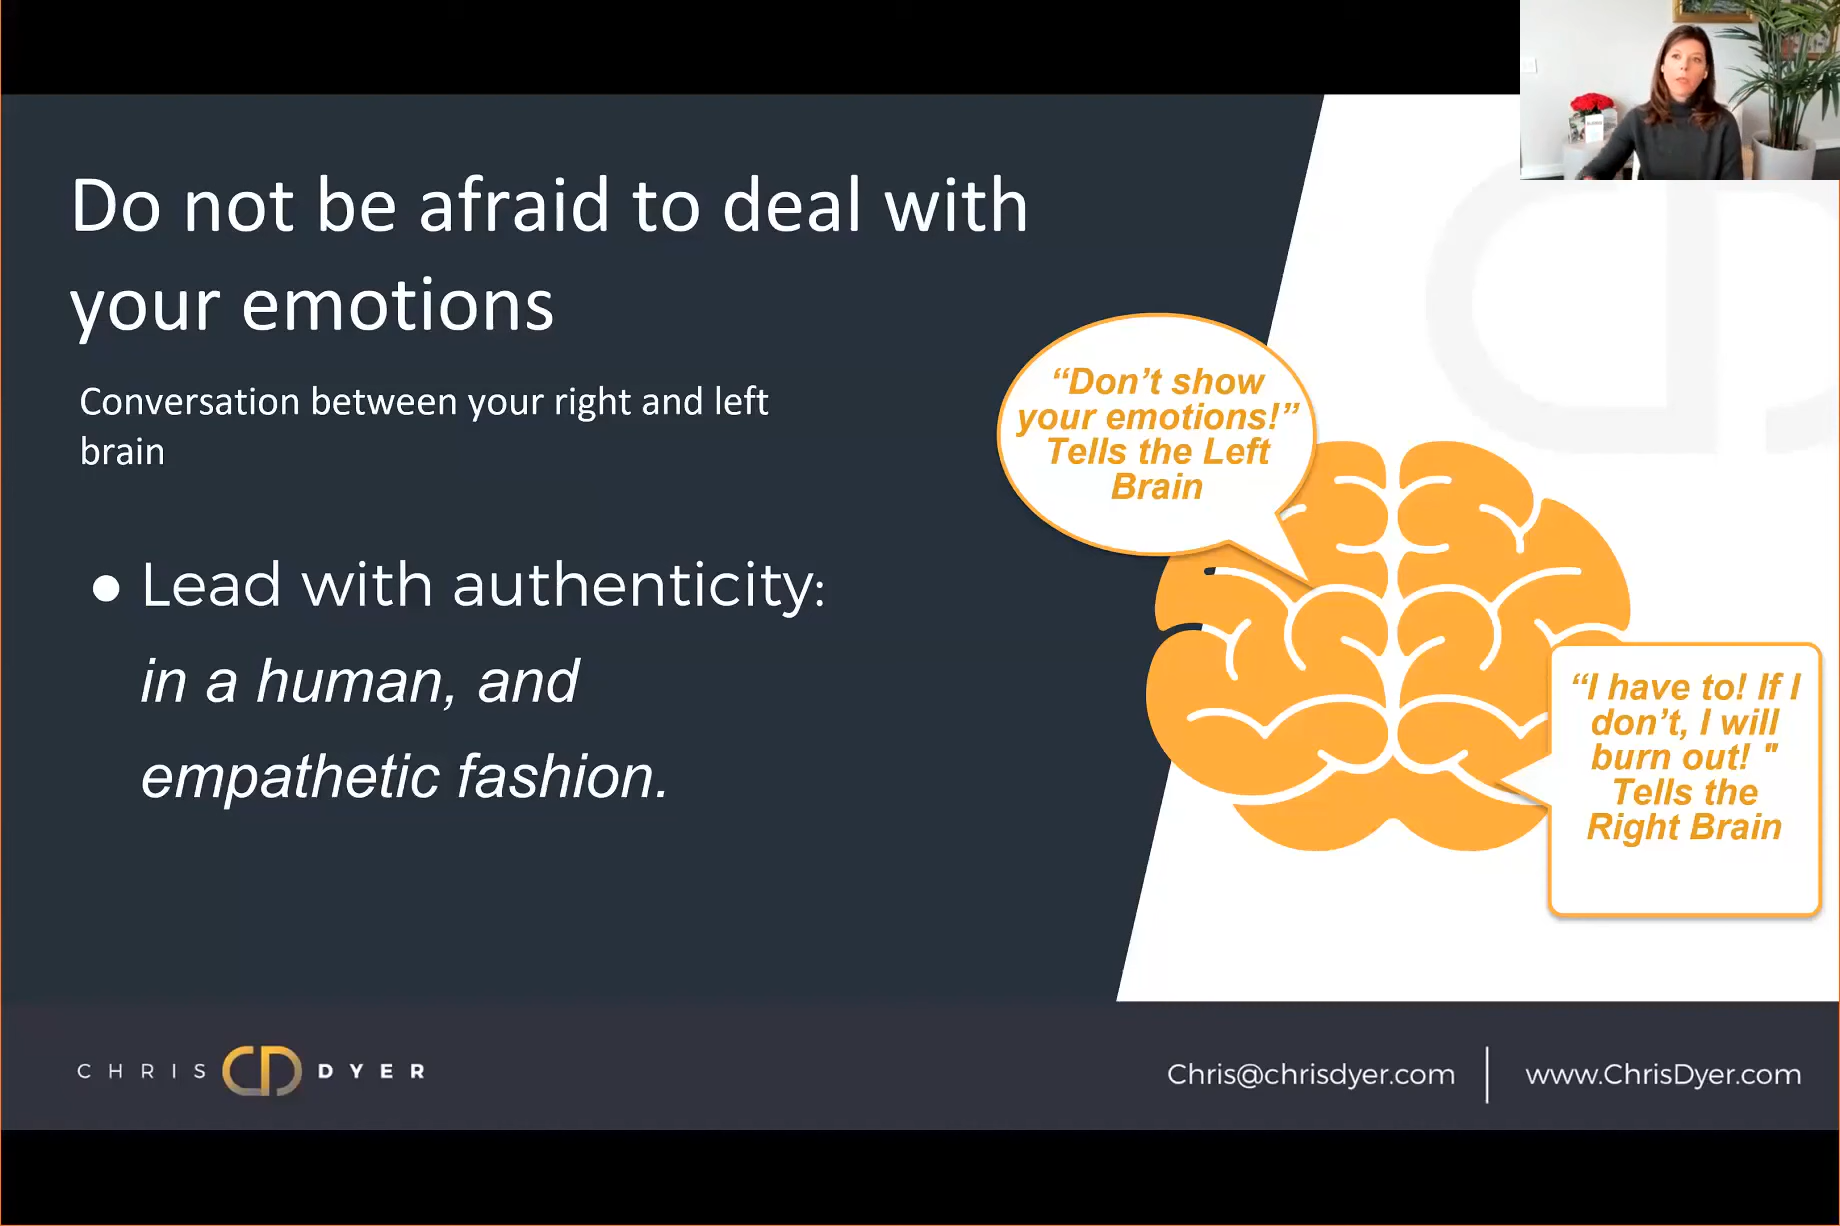 Do not be afraid to deal with
your emotions
Conversation between your right and left
brain
● Lead with authenticity:
in a human, and
empathetic fashion.
“Don’t show
your emotions!”
Tells the Left
Brain
“I have to! If I
don’t, I will
burn out! "
Tells the
Right Brain
CHRIS CD DYER
Chris@chrisdyer.com | www.ChrisDyer.com